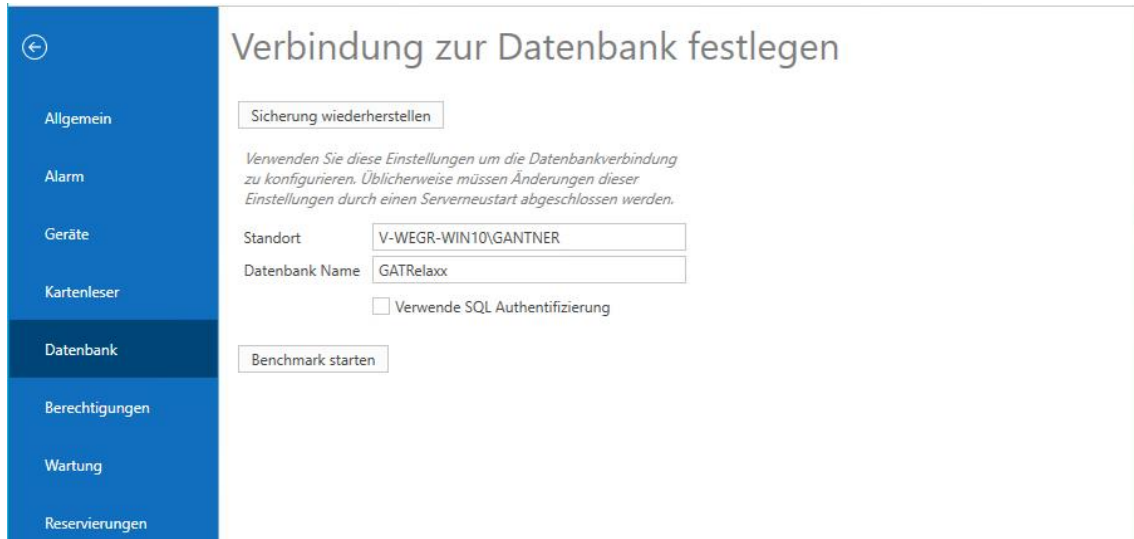 Verbindung zur Datenbank festlegen
Allgemein
Alarm
Geräte
Kartenleser
Datenbank
Berechtigungen
Wartung
Reservierungen
Sicherung wiederherstellen
Verwenden Sie diese Einstellungen um die Datenbankverbindung
zu konfigurieren. Üblicherweise müssen Änderungen dieser
Einstellungen durch einen Serverneustart abgeschlossen werden.
Standort V-WEGR-WIN10\GANTNER
Datenbank Name GATRelaxx
Verwende SQL Authentifizierung
Benchmark starten